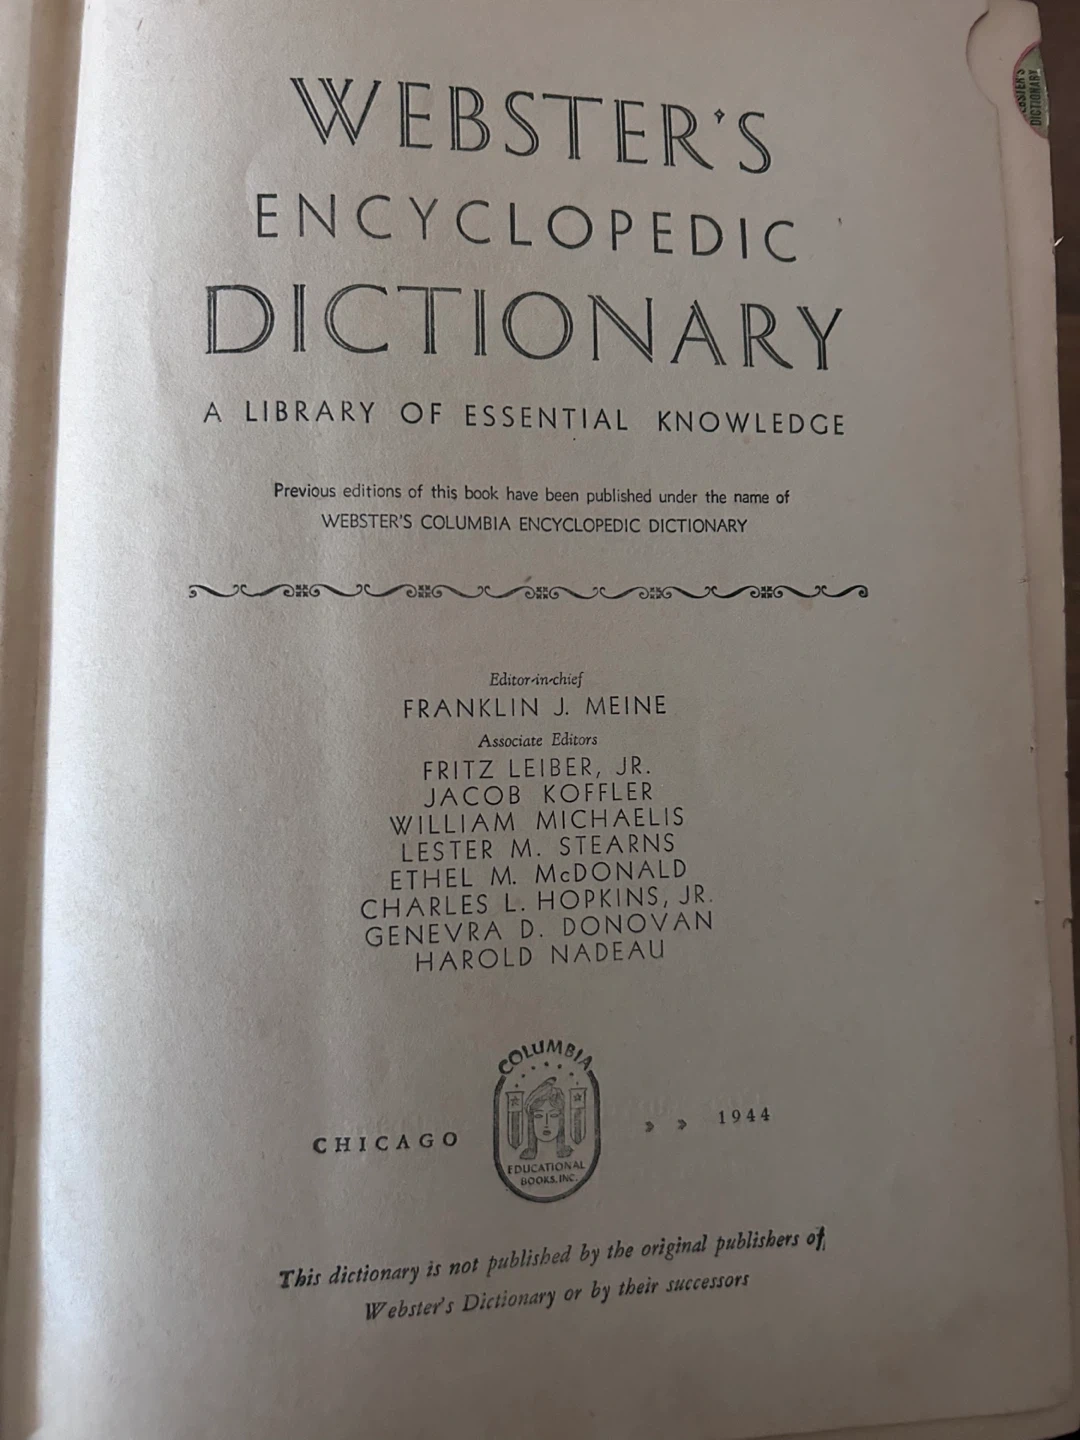 WEBSTER'S
DICTIONARY
WEBSTER'S
ENCYCLOPEDIC
DICTIONARY
A LIBRARY OF ESSENTIAL KNOWLEDGE
Previous editions of this book have been published under the name of
WEBSTER'S COLUMBIA ENCYCLOPEDIC DICTIONARY
Editor-in-chief
FRANKLIN J. MEINE
Associate Editors
FRITZ LEIBER, JR.
JACOB KOFFLER
WILLIAM MICHAELIS
LESTER M. STEARNS
ETHEL M. McDONALD
CHARLES L. HOPKINS, JR.
GENEVRA D. DONOVAN
HAROLD NADEAU
COLUMBIA
EDUCATIONAL
BOOKS, INC.
CHICAGO » » 1944
This dictionary is not published by the original publishers of
Webster's Dictionary or by their successors